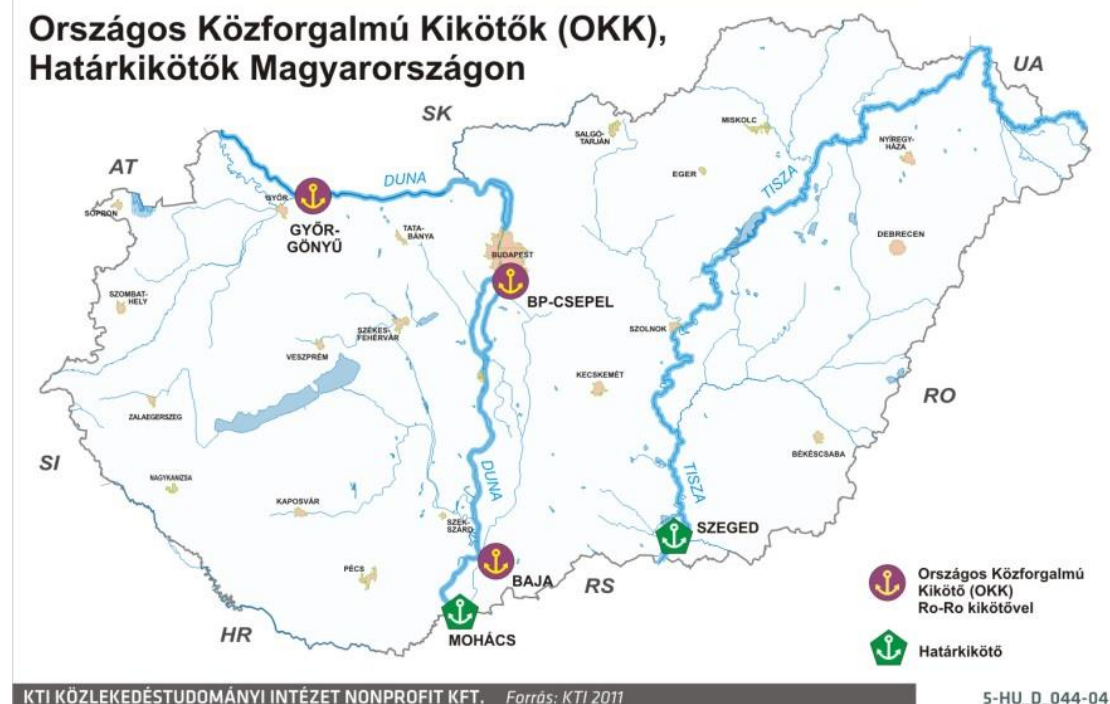 Országos Közforgalmú Kikötők (OKK),
Határkikötők Magyarországon
UA
SK
AT
SALGÓ-
TARJÁN
MISKOLC
NYÍREGY-
HÁZA
EGER
TISZA
DUNA
SOPRON
GYŐR
GYŐR-
GÖNYŰ
TATA-
BÁNYA
BUDAPEST
DEBRECEN
BP-CSEPEL
SZOMBAT-
HELY
SZÉKES-
FEHÉRVÁR
SZOLNOK
VESZPRÉM
KECSKEMÉT
RO
ZALAEGERSZEG
SI
BÉKÉSCSABA
NAGYKANIZSA
DUNA
TISZA
KAPOSVÁR
SZEK-
SZÁRD
SZEGED
PÉCS
BAJA
RS
HR
MOHÁCS
Országos Közforgalmú
Kikötő (OKK)
Ro-Ro kikötővel
Határkikötő
KTI KÖZLEKEDÉSTUDOMÁNYI INTÉZET NONPROFIT KFT. Forrás: KTI 2011
5-HU_D_044-04